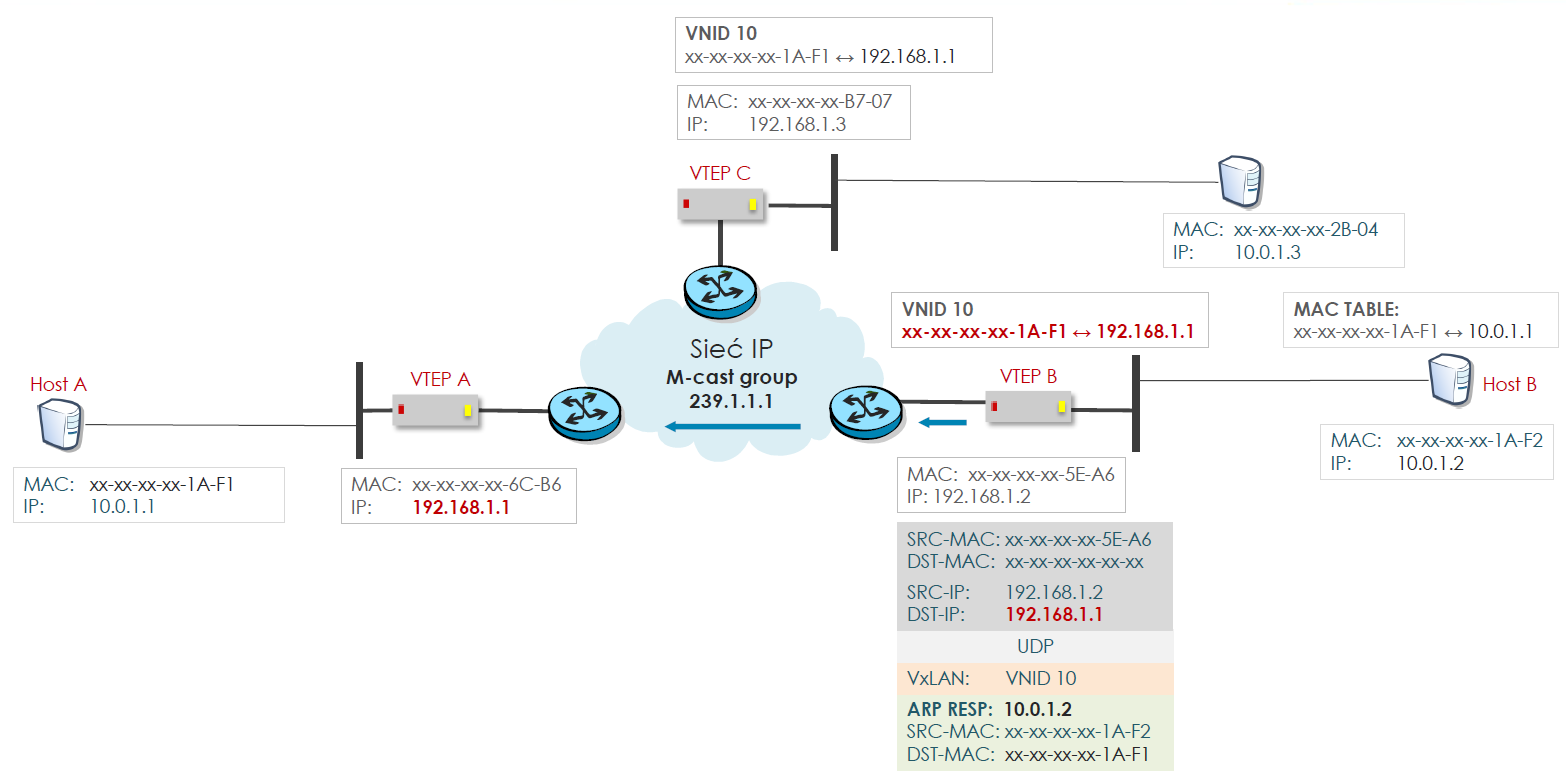 VNID 10
xx-xx-xx-xx-1A-F1 ↔ 192.168.1.1
MAC: xx-xx-xx-xx-B7-07
IP: 192.168.1.3
VTEP C
MAC: xx-xx-xx-xx-2B-04
IP: 10.0.1.3
VNID 10
xx-xx-xx-xx-1A-F1 ↔ 192.168.1.1
MAC TABLE:
xx-xx-xx-xx-1A-F1 ↔ 10.0.1.1
Sieć IP
M-cast group
239.1.1.1
Host A
VTEP A
VTEP B
Host B
MAC: xx-xx-xx-xx-1A-F1
IP: 10.0.1.1
MAC: xx-xx-xx-xx-6C-B6
IP: 192.168.1.1
MAC: xx-xx-xx-xx-5E-A6
IP: 192.168.1.2
MAC: xx-xx-xx-xx-1A-F2
IP: 10.0.1.2
SRC-MAC: xx-xx-xx-xx-5E-A6
DST-MAC: xx-xx-xx-xx-xx-xx
SRC-IP: 192.168.1.2
DST-IP: 192.168.1.1
UDP
VxLAN: VNID 10
ARP RESP: 10.0.1.2
SRC-MAC: xx-xx-xx-xx-1A-F2
DST-MAC: xx-xx-xx-xx-1A-F1